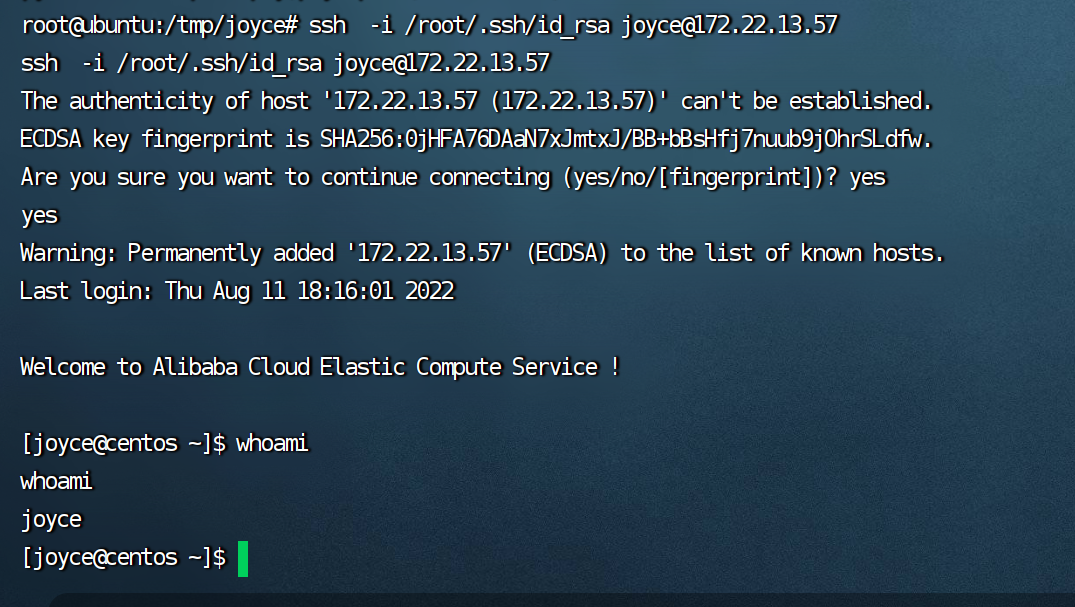 root@ubuntu:/tmp/joyce# ssh  -i /root/.ssh/id_rsa joyce@172.22.13.57
ssh  -i /root/.ssh/id_rsa joyce@172.22.13.57
The authenticity of host '172.22.13.57 (172.22.13.57)' can't be established.
ECDSA key fingerprint is SHA256:0jHFA76DAaN7xJmtxJ/BB+bBsHfj7nuub9jOhrSLdfw.
Are you sure you want to continue connecting (yes/no/[fingerprint])? yes
yes
Warning: Permanently added '172.22.13.57' (ECDSA) to the list of known hosts.
Last login: Thu Aug 11 18:16:01 2022
Welcome to Alibaba Cloud Elastic Compute Service !
[joyce@centos ~]$ whoami
whoami
joyce
[joyce@centos ~]$